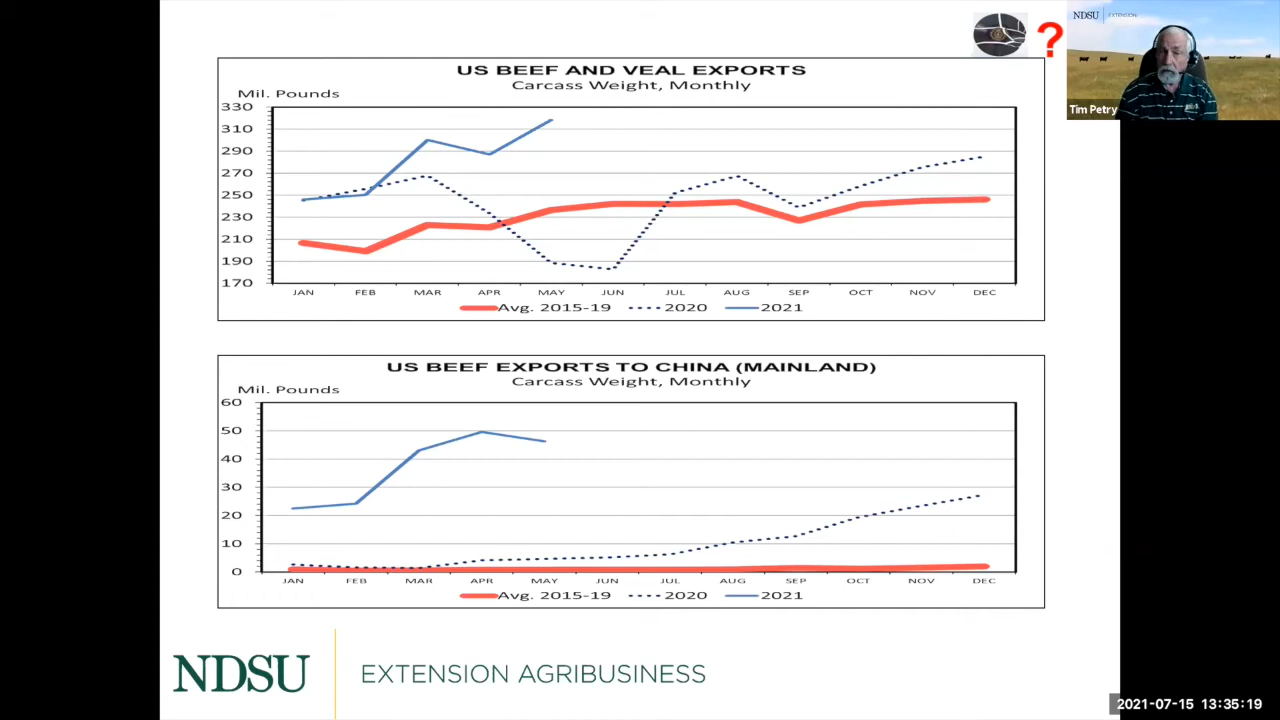 ?
NDSU EXTENSION
Tim Petry
US BEEF AND VEAL EXPORTS
Carcass Weight, Monthly
Mil. Pounds
330
310
290
270
250
230
210
190
170
JAN FEB MAR APR MAY JUN JUL AUG SEP OCT NOV DEC
Avg. 2015-19 2020 2021
US BEEF EXPORTS TO CHINA (MAINLAND)
Carcass Weight, Monthly
Mil. Pounds
60
50
40
30
20
10
0
JAN FEB MAR APR MAY JUN JUL AUG SEP OCT NOV DEC
Avg. 2015-19 2020 2021
NDSU EXTENSION AGRIBUSINESS
2021-07-15 13:35:19